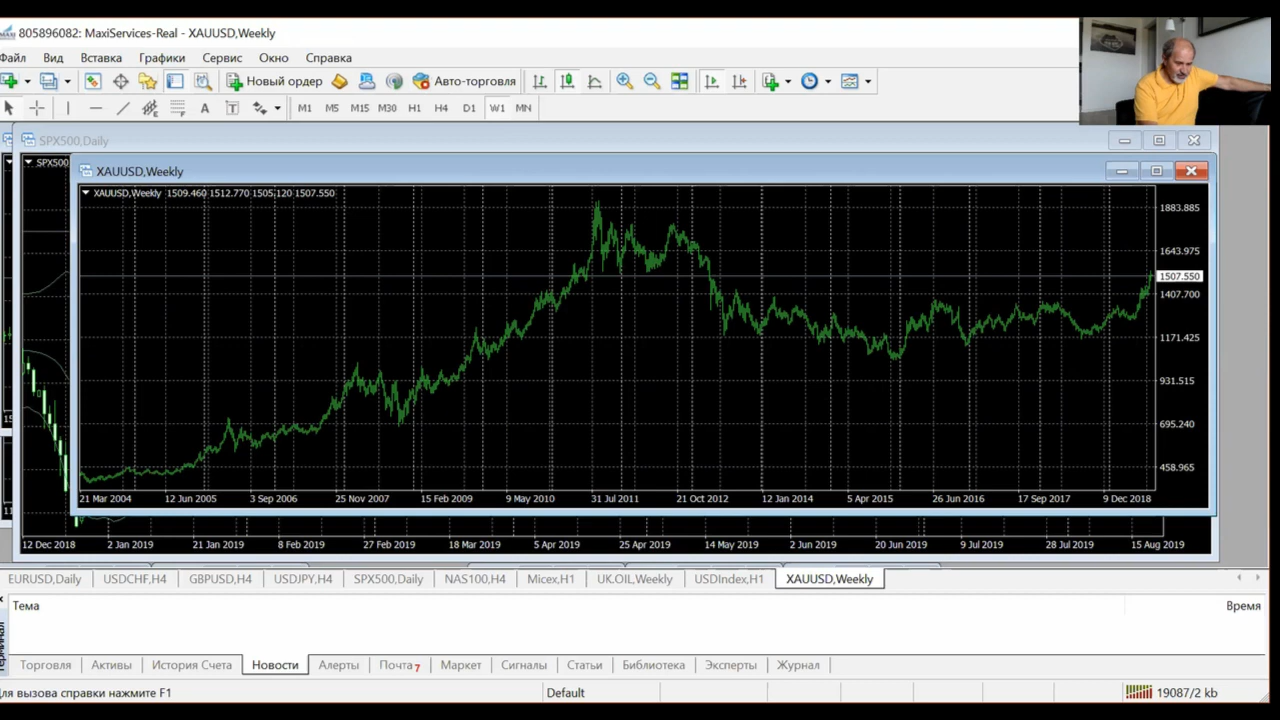 805896082: MaxiServices-Real - XAUUSD,Weekly
Файл Вид Вставка Графики Сервис Окно Справка
Новый ордер Авто-торговля
A T M1 M5 M15 M30 H1 H4 D1 W1 MN
SPX500,Daily
SPX500
XAUUSD,Weekly
XAUUSD,Weekly 1509.460 1512.770 1505.120 1507.550
1883.885
1643.975
1507.550
1407.700
1171.425
931.515
695.240
458.965
21 Mar 2004 12 Jun 2005 3 Sep 2006 25 Nov 2007 15 Feb 2009 9 May 2010 31 Jul 2011 21 Oct 2012 12 Jan 2014 5 Apr 2015 26 Jun 2016 17 Sep 2017 9 Dec 2018
12 Dec 2018 2 Jan 2019 21 Jan 2019 8 Feb 2019 27 Feb 2019 18 Mar 2019 5 Apr 2019 25 Apr 2019 14 May 2019 2 Jun 2019 20 Jun 2019 9 Jul 2019 28 Jul 2019 15 Aug 2019
EURUSD,Daily USDCHF,H4 GBPUSD,H4 USDJPY,H4 SPX500,Daily NAS100,H4 Micex,H1 UK.OIL,Weekly USDIndex,H1 XAUUSD,Weekly
Тема Время
Торговля Активы История Счета Новости Алерты Почта 7 Маркет Сигналы Статьи Библиотека Эксперты Журнал
Для вызова справки нажмите F1 Default 19087/2 kb